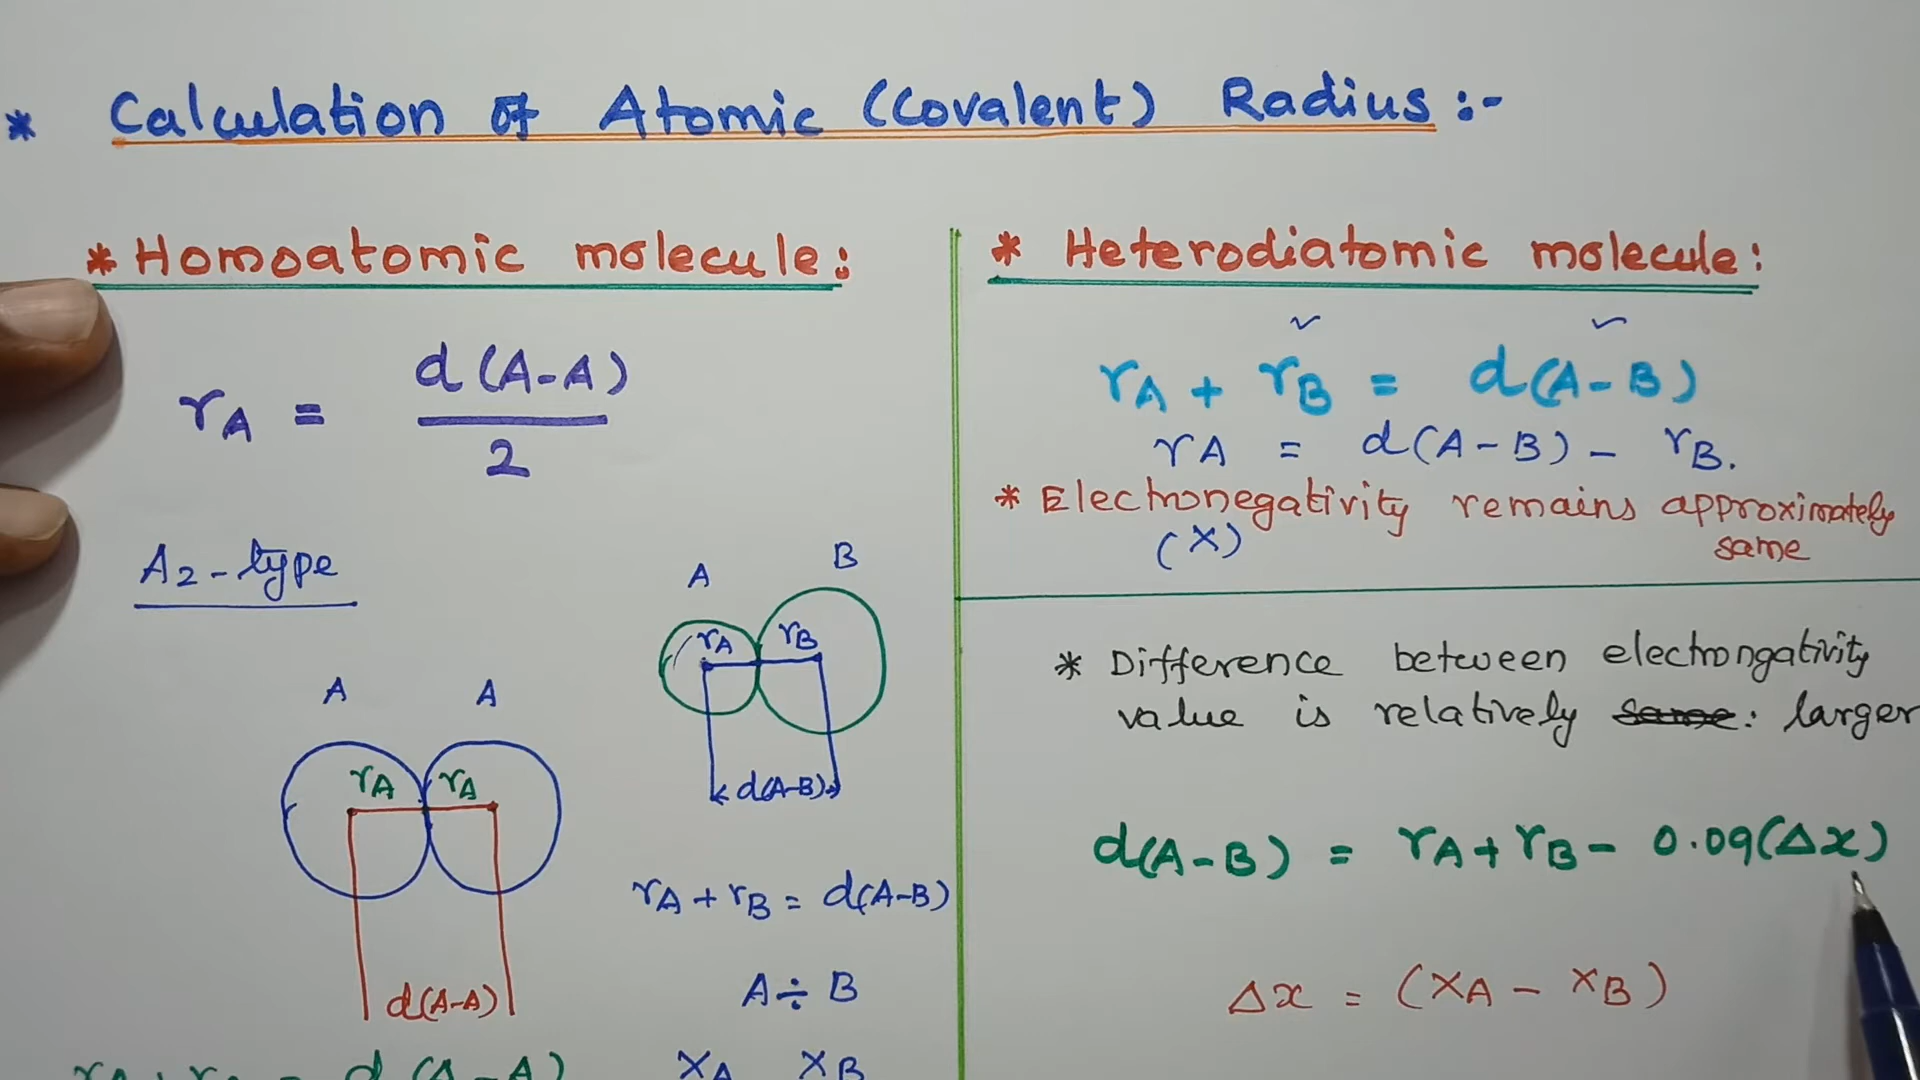 * Calculation of Atomic (Covalent) Radius :-
* Homoatomic molecule:
rA = d(A-A) / 2
A2-type
A A
rA rA
d(A-A)
A B
rA rB
d(A-B)
rA + rB = d(A-B)
A ÷ B
XA XB
* Heterodiatomic molecule:
rA + rB = d(A-B)
rA = d(A-B) - rB.
* Electronegativity remains approximately
(X) same
* Difference between electrongativity
value is relatively same: larger
d(A-B) = rA + rB - 0.09(Δx)
Δx = (XA - XB)